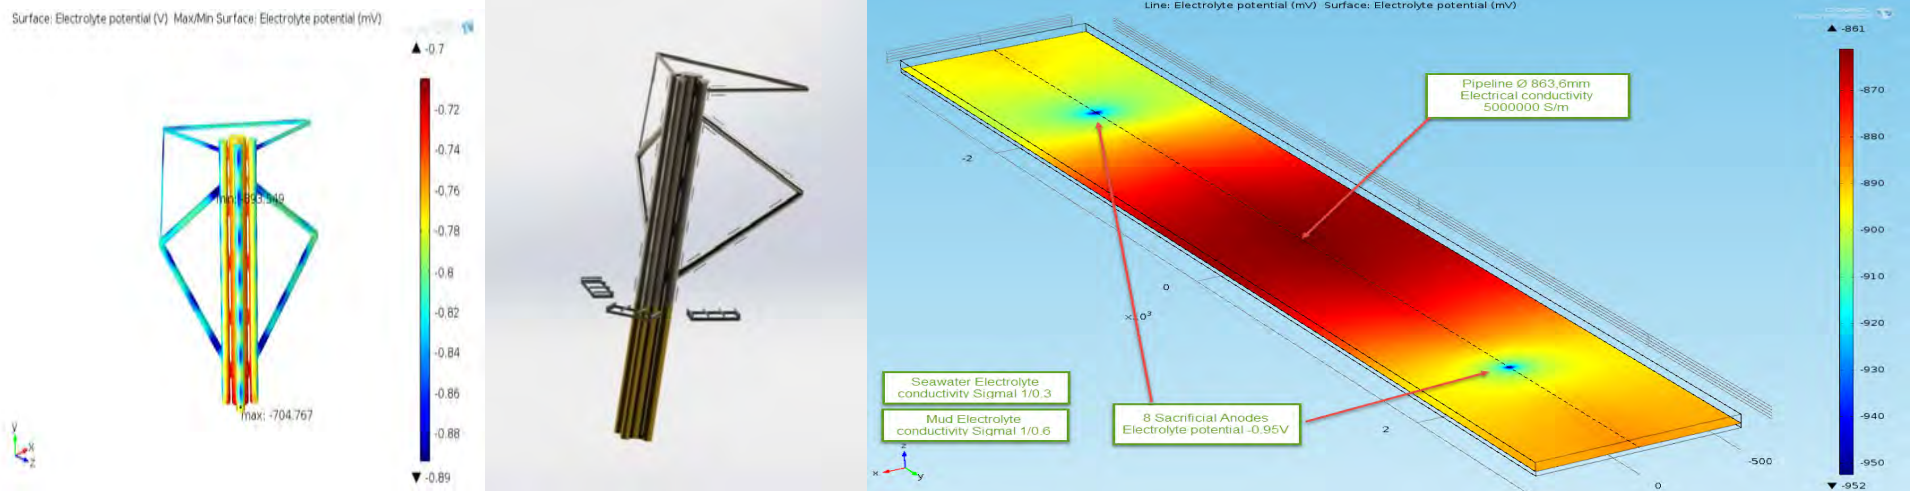 Surface: Electrolyte potential (V) Max/Min Surface: Electrolyte potential (mV)
-0.7
-0.72
-0.74
-0.76
-0.78
-0.8
-0.82
-0.84
-0.86
-0.88
-0.89
min: -893.549
max: -704.767
y
x
z
Line: Electrolyte potential (mV) Surface: Electrolyte potential (mV)
-861
-870
-880
-890
-900
-910
-920
-930
-940
-950
-952
Pipeline Ø 863,6mm
Electrical conductivity
5000000 S/m
-2
0
×10³
2
0
-500
Seawater Electrolyte
conductivity Sigmal 1/0.3
Mud Electrolyte
conductivity Sigmal 1/0.6
8 Sacrificial Anodes
Electrolyte potential -0,95V
z
x
y